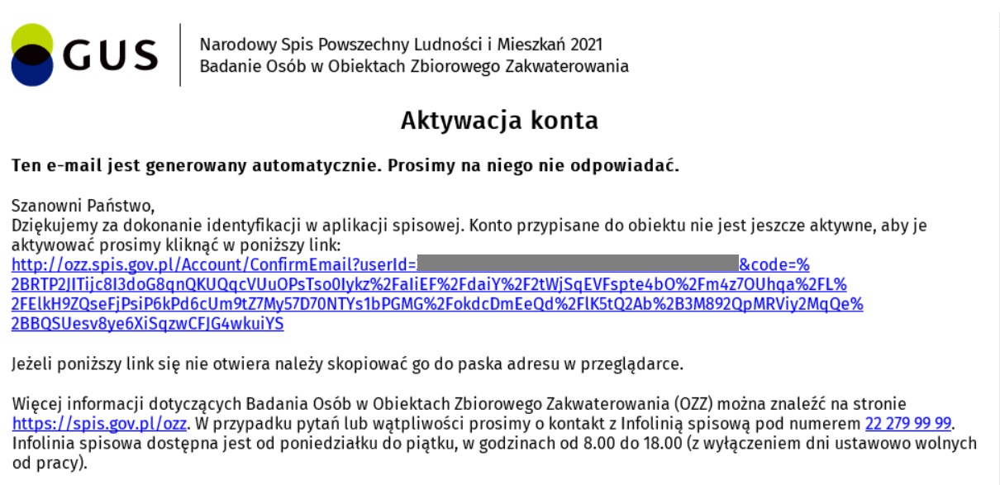 GUS
Narodowy Spis Powszechny Ludności i Mieszkań 2021
Badanie Osób w Obiektach Zbiorowego Zakwaterowania
Aktywacja konta
Ten e-mail jest generowany automatycznie. Prosimy na niego nie odpowiadać.
Szanowni Państwo,
Dziękujemy za dokonanie identyfikacji w aplikacji spisowej. Konto przypisane do obiektu nie jest jeszcze aktywne, aby je
aktywować prosimy kliknąć w poniższy link:
http://ozz.spis.gov.pl/Account/ConfirmEmail?userId= &code=%
2BRTP2JITijc8I3doG8qnQKUQqcVUuOPsTso0Iykz%2FaIiEF%2FdaiY%2F2tWjSqEVFspte4bO%2Fm4z7OUhqa%2FL%
2FElkH9ZQseFjPsiP6kPd6cUm9tZ7My57D70NTYs1bPGMG%2FokdcDmEeQd%2FlK5tQ2Ab%2B3M892QpMRViy2MqQe%
2BBQSUesv8ye6XiSqzwCFJG4wkuiYS
Jeżeli poniższy link się nie otwiera należy skopiować go do paska adresu w przeglądarce.
Więcej informacji dotyczących Badania Osób w Obiektach Zbiorowego Zakwaterowania (OZZ) można znaleźć na stronie
https://spis.gov.pl/ozz. W przypadku pytań lub wątpliwości prosimy o kontakt z Infolinią spisową pod numerem 22 279 99 99.
Infolinia spisowa dostępna jest od poniedziałku do piątku, w godzinach od 8.00 do 18.00 (z wyłączeniem dni ustawowo wolnych
od pracy).